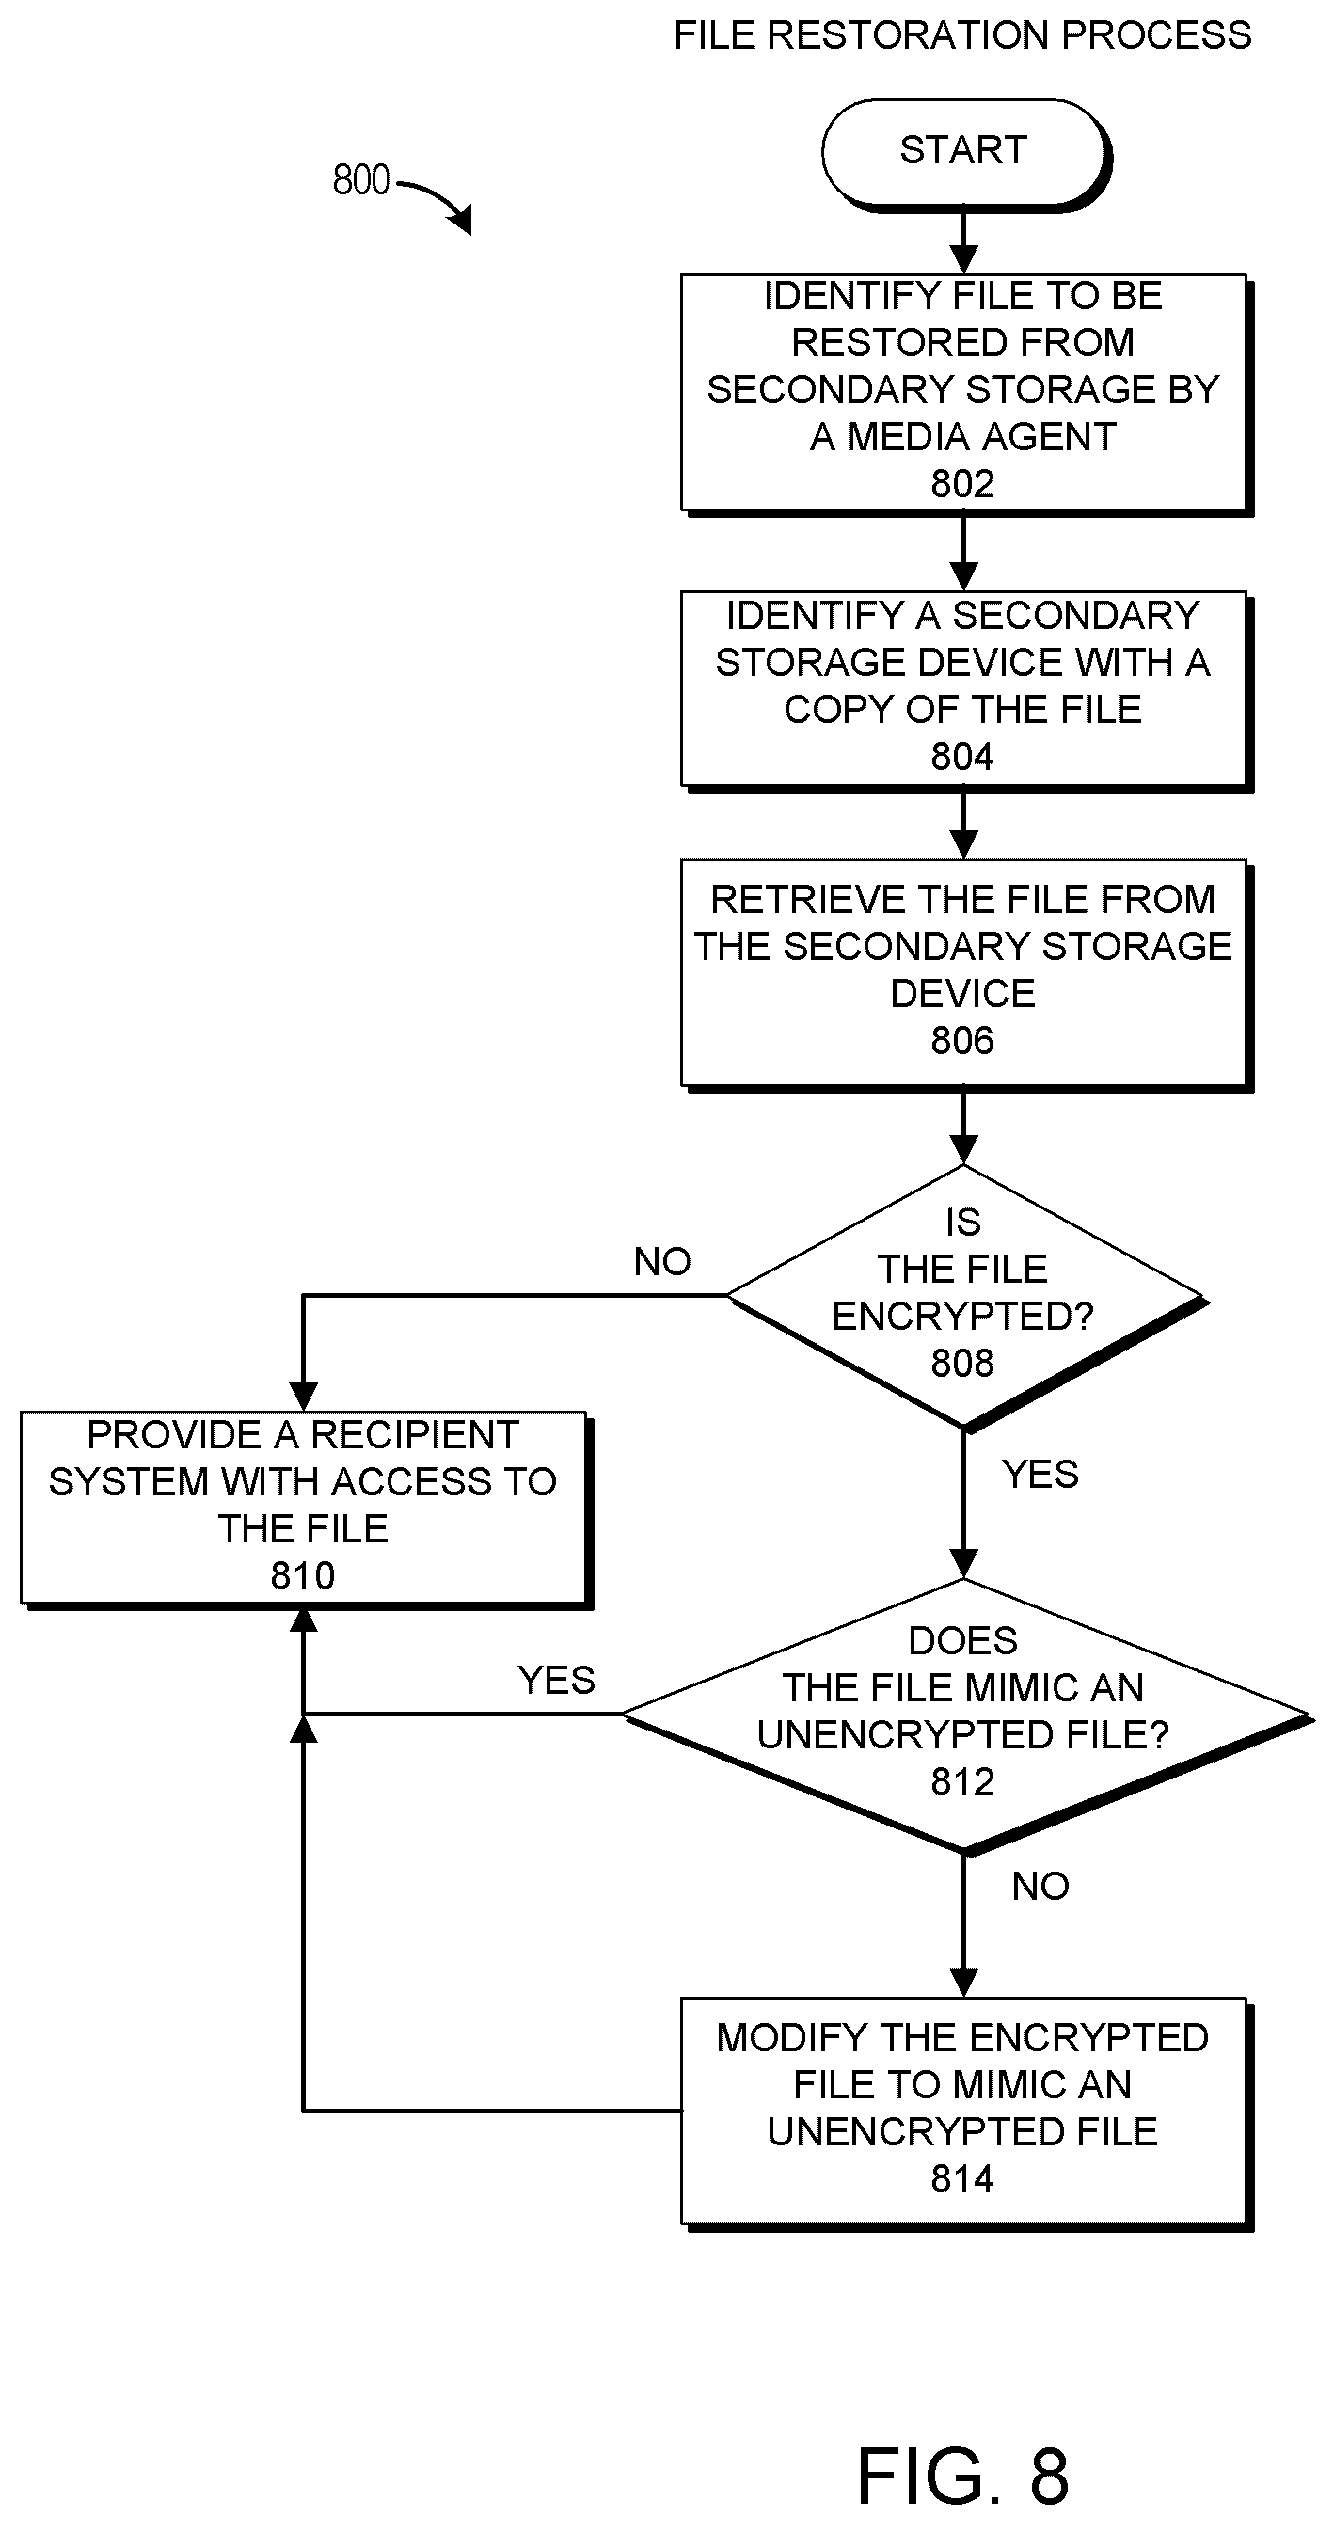 FILE RESTORATION PROCESS
START
800
IDENTIFY FILE TO BE
RESTORED FROM
SECONDARY STORAGE BY
A MEDIA AGENT
802
IDENTIFY A SECONDARY
STORAGE DEVICE WITH A
COPY OF THE FILE
804
RETRIEVE THE FILE FROM
THE SECONDARY STORAGE
DEVICE
806
IS
THE FILE
ENCRYPTED?
808
NO
PROVIDE A RECIPIENT
SYSTEM WITH ACCESS TO
THE FILE
810
YES
DOES
THE FILE MIMIC AN
UNENCRYPTED FILE?
812
YES
NO
MODIFY THE ENCRYPTED
FILE TO MIMIC AN
UNENCRYPTED FILE
814
FIG. 8